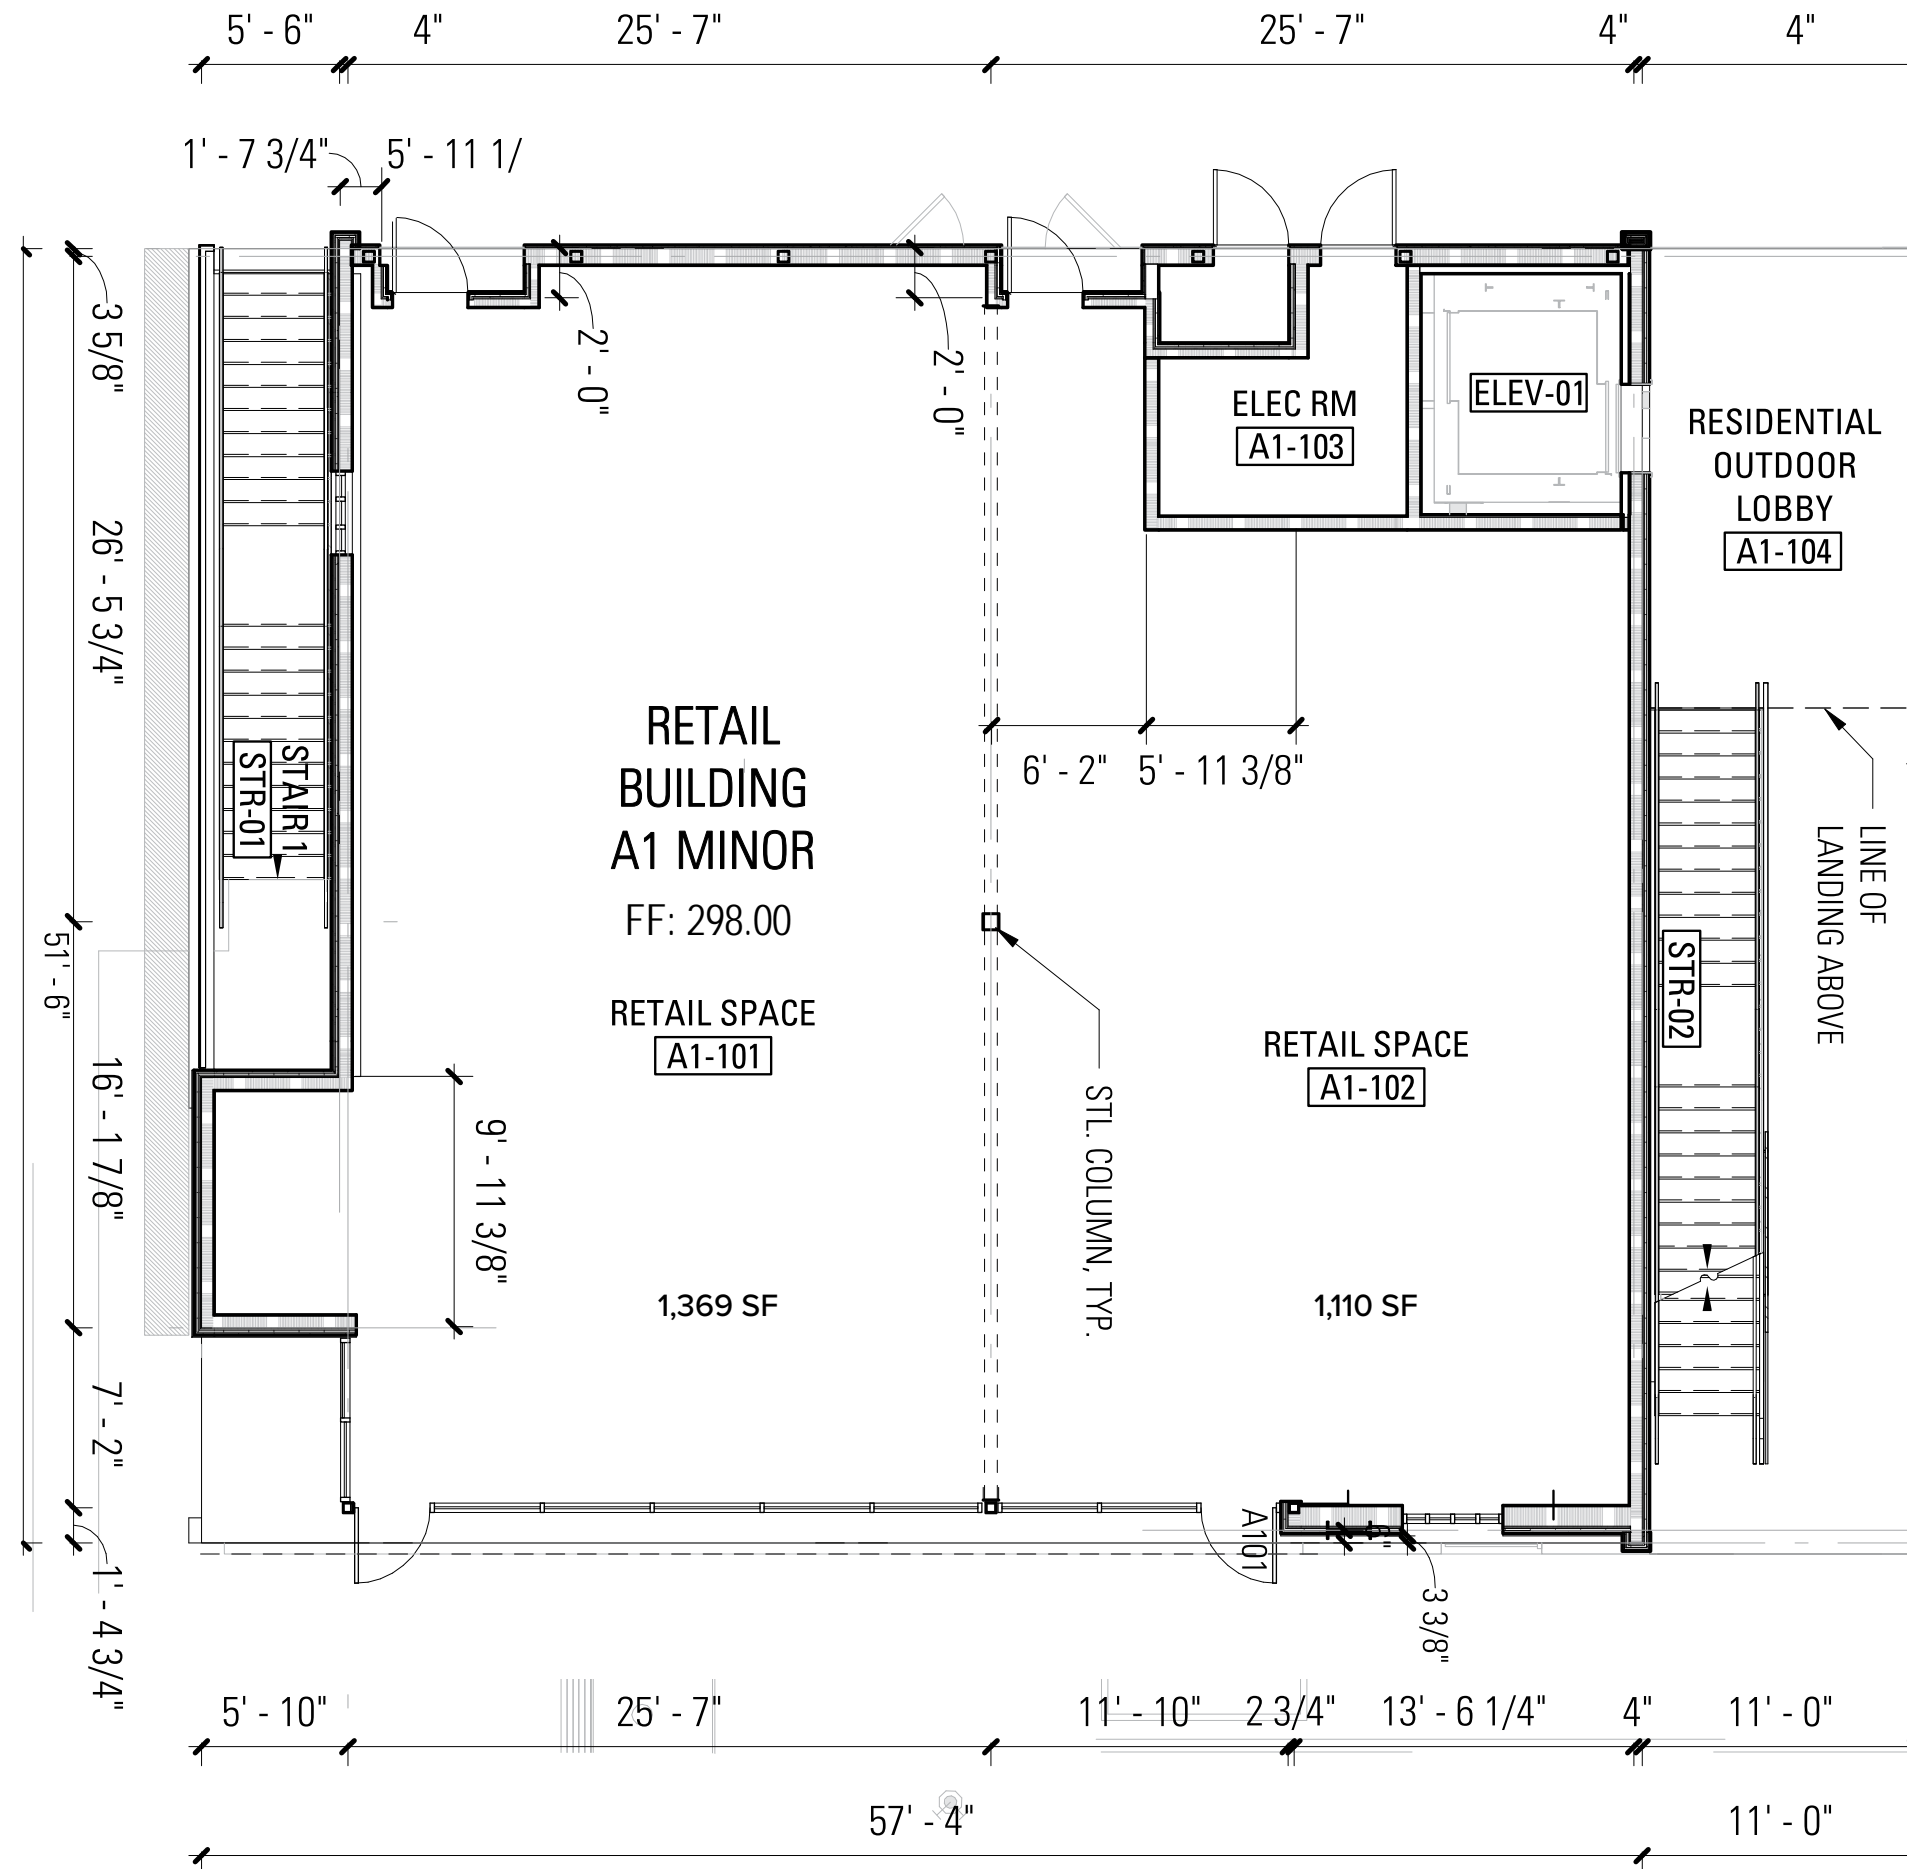 5' - 6"
4"
25' - 7"
25' - 7"
4"
4"
1' - 7 3/4"
5' - 11 1/
3 5/8"
2' - 0"
2' - 0"
ELEC RM
A1-103
ELEV-01
RESIDENTIAL
OUTDOOR
LOBBY
A1-104
26' - 5 3/4"
RETAIL
BUILDING
A1 MINOR
FF: 298.00
6' - 2"
5' - 11 3/8"
STAIR 1
STR-01
LINE OF
LANDING ABOVE
51' - 6"
STR-02
RETAIL SPACE
A1-101
RETAIL SPACE
A1-102
16' - 1 7/8"
9' - 11 3/8"
STL. COLUMN, TYP.
1,369 SF
1,110 SF
7' - 2"
A101
6"
3 3/8"
1' - 4 3/4"
5' - 10"
25' - 7"
11' - 10"
2 3/4"
13' - 6 1/4"
4"
11' - 0"
57' - 4"
11' - 0"